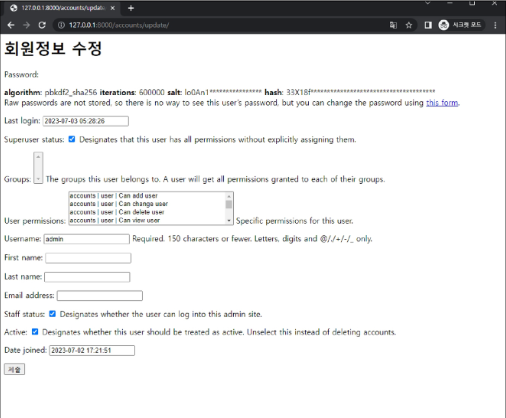 127.0.0.1:8000/accounts/update/
127.0.0.1:8000/accounts/update/
시크릿 모드
회원정보 수정
Password:
algorithm: pbkdf2_sha256 iterations: 600000 salt: lo0An1**************** hash: 33X18f**************************************
Raw passwords are not stored, so there is no way to see this user's password, but you can change the password using this form.
Last login: 2023-07-03 05:28:26
Superuser status: Designates that this user has all permissions without explicitly assigning them.
Groups: The groups this user belongs to. A user will get all permissions granted to each of their groups.
accounts | user | Can add user
accounts | user | Can change user
accounts | user | Can delete user
accounts | user | Can view user
User permissions: Specific permissions for this user.
Username: admin Required. 150 characters or fewer. Letters, digits and @/./+/-/_ only.
First name:
Last name:
Email address:
Staff status: Designates whether the user can log into this admin site.
Active: Designates whether this user should be treated as active. Unselect this instead of deleting accounts.
Date joined: 2023-07-02 17:21:51
제출